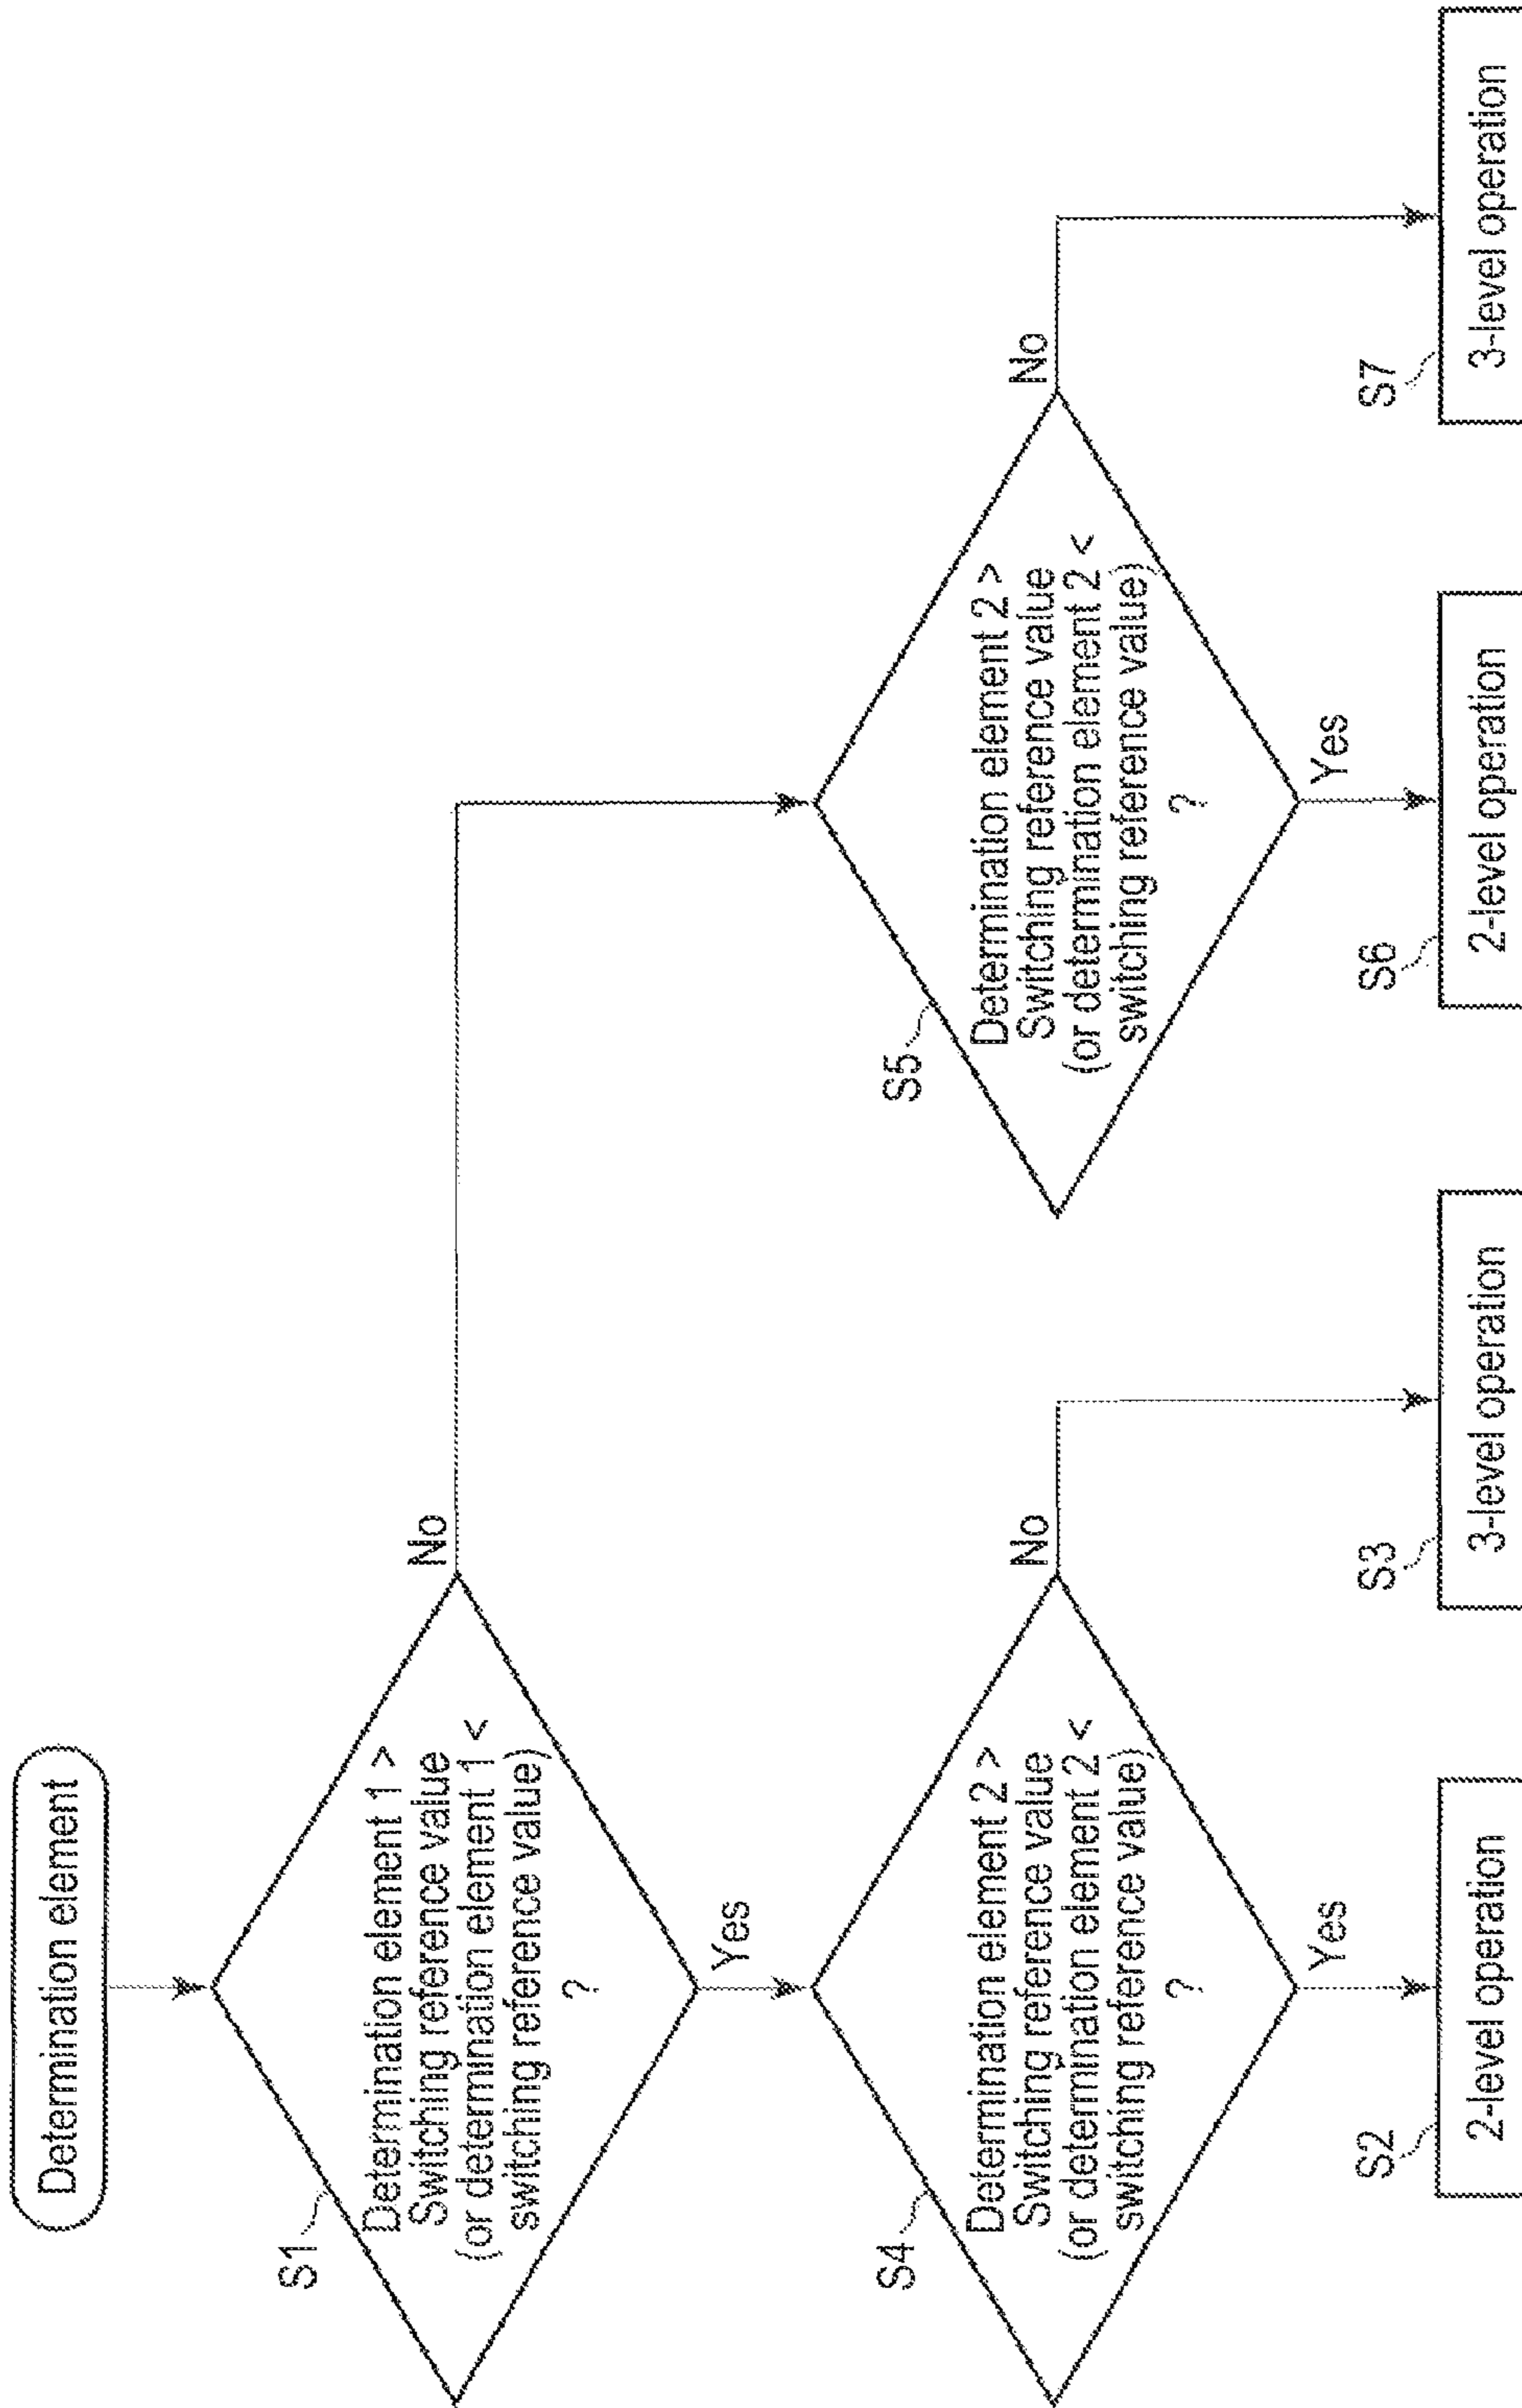 Determination element
S1
Determination element 1 >
Switching reference value
(or determination element 1 <
switching reference value)
?
No
Yes
S4
Determination element 2 >
Switching reference value
(or determination element 2 <
switching reference value)
?
No
Yes
S5
Determination element 2 >
Switching reference value
(or determination element 2 <
switching reference value)
?
No
Yes
S2
2-level operation
S3
3-level operation
S6
2-level operation
S7
3-level operation